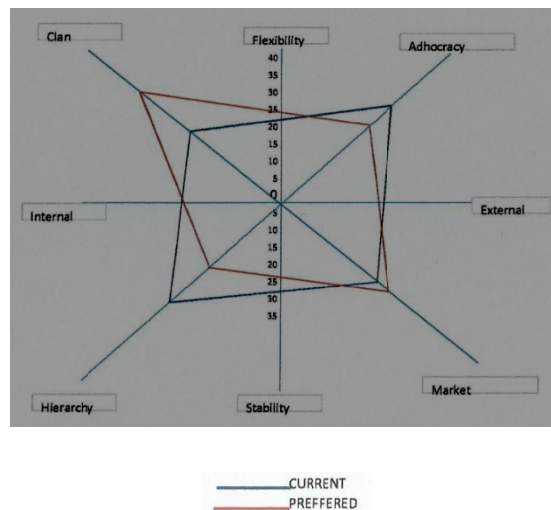 Clan
Flexibility
Adhocracy
40
35
30
25
20
15
10
5
0
5
10
15
20
25
30
35
Internal
External
Hierarchy
Stability
Market
CURRENT
PREFFERED